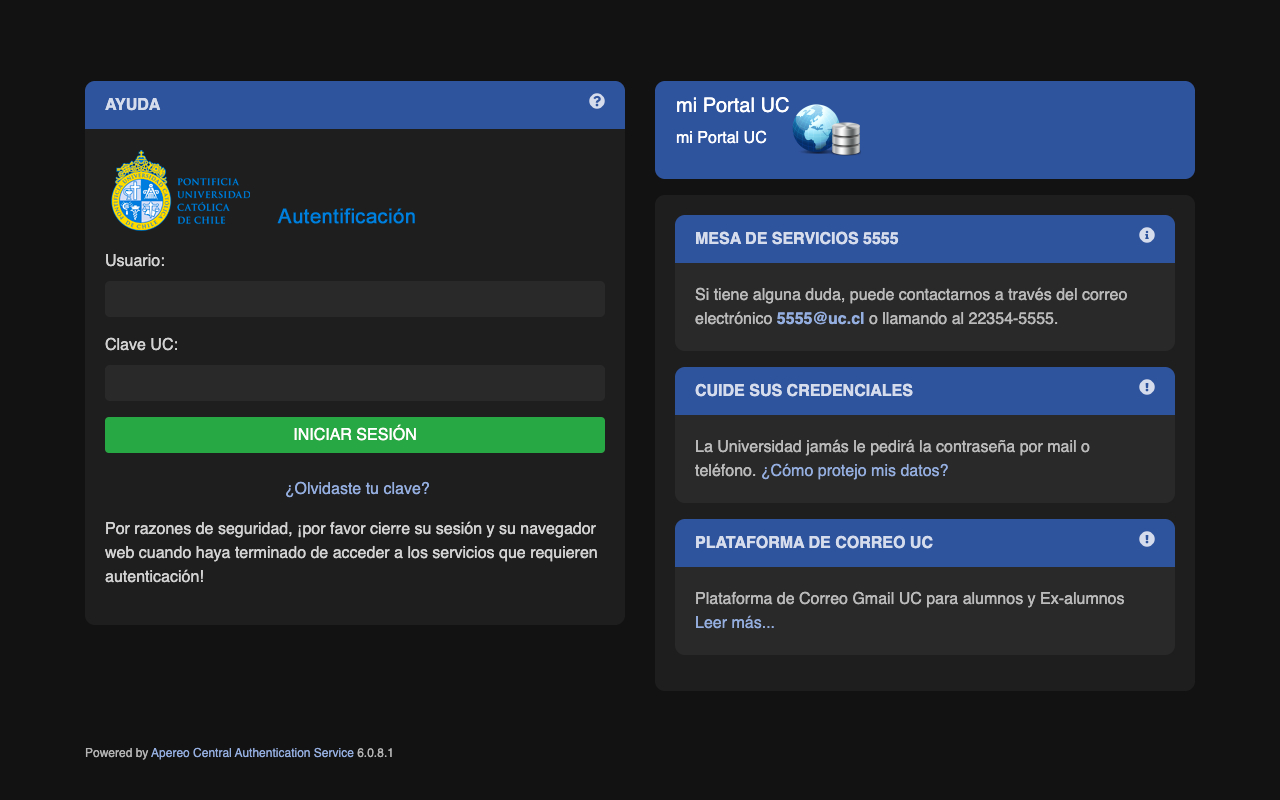 AYUDA
PONTIFICIA
UNIVERSIDAD
CATÓLICA
DE CHILE
Autentificación
Usuario:
Clave UC:
INICIAR SESIÓN
¿Olvidaste tu clave?
Por razones de seguridad, ¡por favor cierre su sesión y su navegador
web cuando haya terminado de acceder a los servicios que requieren
autenticación!
mi Portal UC
mi Portal UC
MESA DE SERVICIOS 5555
Si tiene alguna duda, puede contactarnos a través del correo
electrónico 5555@uc.cl o llamando al 22354-5555.
CUIDE SUS CREDENCIALES
La Universidad jamás le pedirá la contraseña por mail o
teléfono. ¿Cómo protejo mis datos?
PLATAFORMA DE CORREO UC
Plataforma de Correo Gmail UC para alumnos y Ex-alumnos
Leer más...
Powered by Apereo Central Authentication Service 6.0.8.1